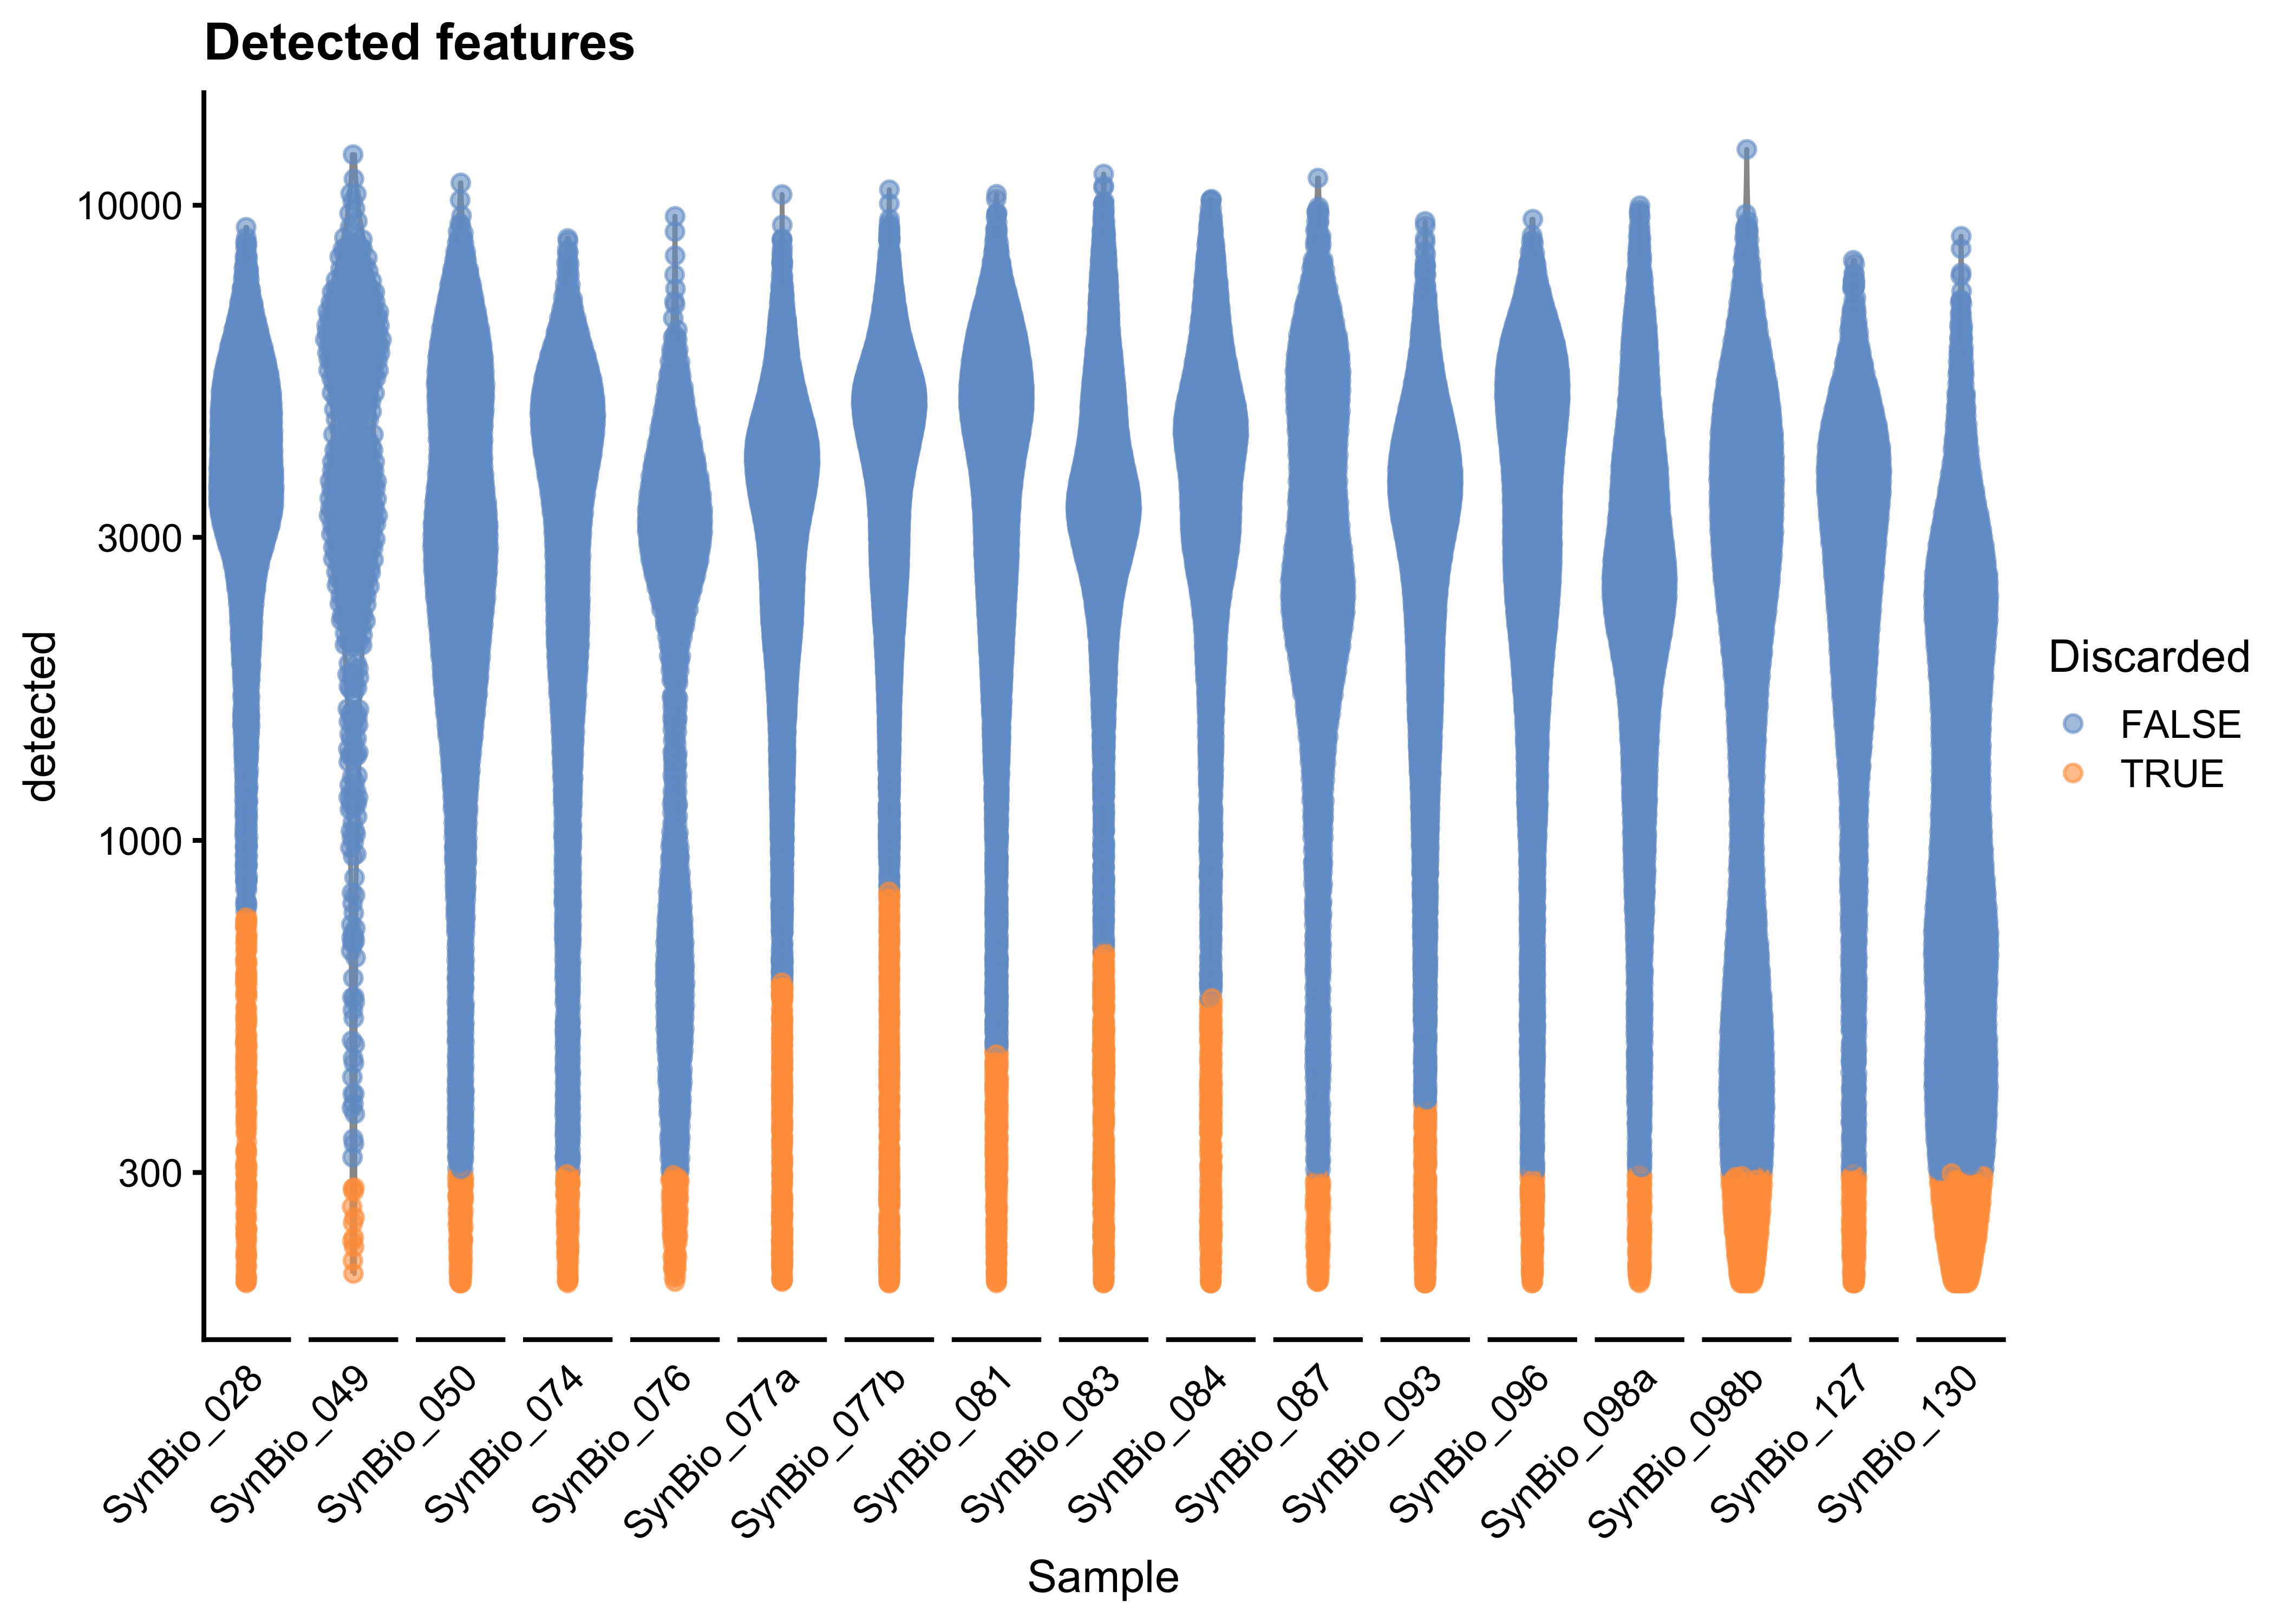 Detected features
10000
3000
1000
300
detected
SynBio_028
SynBio_049
SynBio_050
SynBio_074
SynBio_076
SynBio_077a
SynBio_077b
SynBio_081
SynBio_083
SynBio_084
SynBio_087
SynBio_093
SynBio_096
SynBio_098a
SynBio_098b
SynBio_127
SynBio_130
Sample
Discarded
FALSE
TRUE